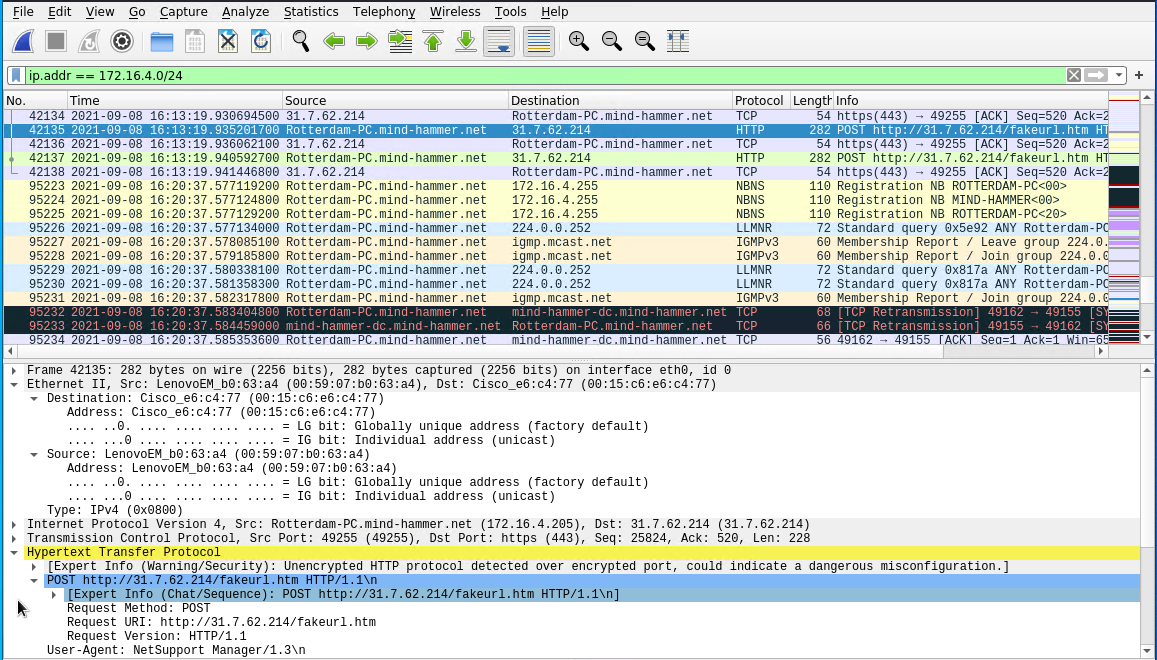 File Edit View Go Capture Analyze Statistics Telephony Wireless Tools Help
ip.addr == 172.16.4.0/24
No. Time Source Destination Protocol Length Info
42134 2021-09-08 16:13:19.930694500 31.7.62.214 Rotterdam-PC.mind-hammer.net TCP 54 https(443) → 49255 [ACK] Seq=520 Ack=2
42135 2021-09-08 16:13:19.935201700 Rotterdam-PC.mind-hammer.net 31.7.62.214 HTTP 282 POST http://31.7.62.214/fakeurl.htm HT
42136 2021-09-08 16:13:19.936062100 31.7.62.214 Rotterdam-PC.mind-hammer.net TCP 54 https(443) → 49255 [ACK] Seq=520 Ack=2
42137 2021-09-08 16:13:19.940592700 Rotterdam-PC.mind-hammer.net 31.7.62.214 HTTP 282 POST http://31.7.62.214/fakeurl.htm HT
42138 2021-09-08 16:13:19.941446800 31.7.62.214 Rotterdam-PC.mind-hammer.net TCP 54 https(443) → 49255 [ACK] Seq=520 Ack=2
95223 2021-09-08 16:20:37.577119200 Rotterdam-PC.mind-hammer.net 172.16.4.255 NBNS 110 Registration NB ROTTERDAM-PC<00>
95224 2021-09-08 16:20:37.577124800 Rotterdam-PC.mind-hammer.net 172.16.4.255 NBNS 110 Registration NB MIND-HAMMER<00>
95225 2021-09-08 16:20:37.577129200 Rotterdam-PC.mind-hammer.net 172.16.4.255 NBNS 110 Registration NB ROTTERDAM-PC<20>
95226 2021-09-08 16:20:37.577134000 Rotterdam-PC.mind-hammer.net 224.0.0.252 LLMNR 72 Standard query 0x5e92 ANY Rotterdam-PC
95227 2021-09-08 16:20:37.578085100 Rotterdam-PC.mind-hammer.net igmp.mcast.net IGMPv3 60 Membership Report / Leave group 224.0.
95228 2021-09-08 16:20:37.579185800 Rotterdam-PC.mind-hammer.net igmp.mcast.net IGMPv3 60 Membership Report / Join group 224.0.0
95229 2021-09-08 16:20:37.580338100 Rotterdam-PC.mind-hammer.net 224.0.0.252 LLMNR 72 Standard query 0x817a ANY Rotterdam-PC
95230 2021-09-08 16:20:37.581358300 Rotterdam-PC.mind-hammer.net 224.0.0.252 LLMNR 72 Standard query 0x817a ANY Rotterdam-PC
95231 2021-09-08 16:20:37.582317800 Rotterdam-PC.mind-hammer.net igmp.mcast.net IGMPv3 60 Membership Report / Join group 224.0.0
95232 2021-09-08 16:20:37.583404800 Rotterdam-PC.mind-hammer.net mind-hammer-dc.mind-hammer.net TCP 68 [TCP Retransmission] 49162 → 49155 [SY
95233 2021-09-08 16:20:37.584459000 mind-hammer-dc.mind-hammer.net Rotterdam-PC.mind-hammer.net TCP 66 [TCP Retransmission] 49155 → 49162 [SY
95234 2021-09-08 16:20:37.585353600 Rotterdam-PC.mind-hammer.net mind-hammer-dc.mind-hammer.net TCP 56 49162 → 49155 [ACK] Seq=1 Ack=1 Win=65
Frame 42135: 282 bytes on wire (2256 bits), 282 bytes captured (2256 bits) on interface eth0, id 0
Ethernet II, Src: LenovoEM_b0:63:a4 (00:59:07:b0:63:a4), Dst: Cisco_e6:c4:77 (00:15:c6:e6:c4:77)
Destination: Cisco_e6:c4:77 (00:15:c6:e6:c4:77)
Address: Cisco_e6:c4:77 (00:15:c6:e6:c4:77)
.... ..0. .... .... .... .... = LG bit: Globally unique address (factory default)
.... ...0 .... .... .... .... = IG bit: Individual address (unicast)
Source: LenovoEM_b0:63:a4 (00:59:07:b0:63:a4)
Address: LenovoEM_b0:63:a4 (00:59:07:b0:63:a4)
.... ..0. .... .... .... .... = LG bit: Globally unique address (factory default)
.... ...0 .... .... .... .... = IG bit: Individual address (unicast)
Type: IPv4 (0x0800)
Internet Protocol Version 4, Src: Rotterdam-PC.mind-hammer.net (172.16.4.205), Dst: 31.7.62.214 (31.7.62.214)
Transmission Control Protocol, Src Port: 49255 (49255), Dst Port: https (443), Seq: 25824, Ack: 520, Len: 228
Hypertext Transfer Protocol
[Expert Info (Warning/Security): Unencrypted HTTP protocol detected over encrypted port, could indicate a dangerous misconfiguration.]
POST http://31.7.62.214/fakeurl.htm HTTP/1.1\n
[Expert Info (Chat/Sequence): POST http://31.7.62.214/fakeurl.htm HTTP/1.1\n]
Request Method: POST
Request URI: http://31.7.62.214/fakeurl.htm
Request Version: HTTP/1.1
User-Agent: NetSupport Manager/1.3\n